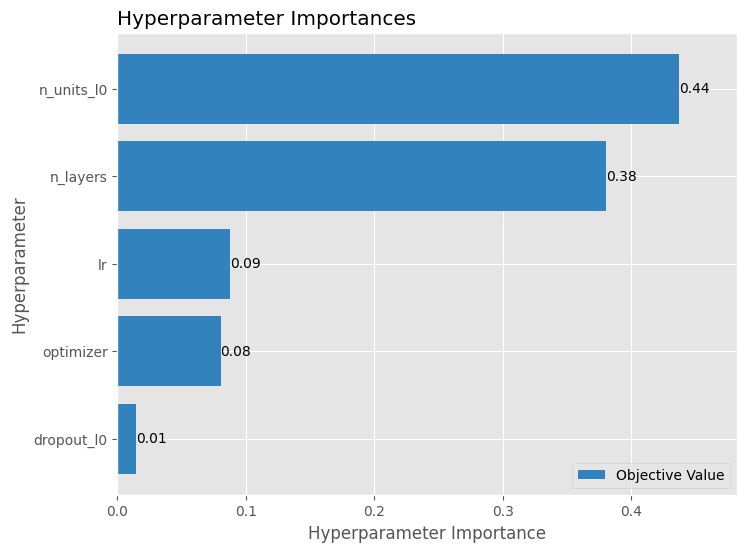 Hyperparameter Importances
Hyperparameter
n_units_l0
0.44
n_layers
0.38
lr
0.09
optimizer
0.08
dropout_l0
0.01
Objective Value
0.0 0.1 0.2 0.3 0.4
Hyperparameter Importance